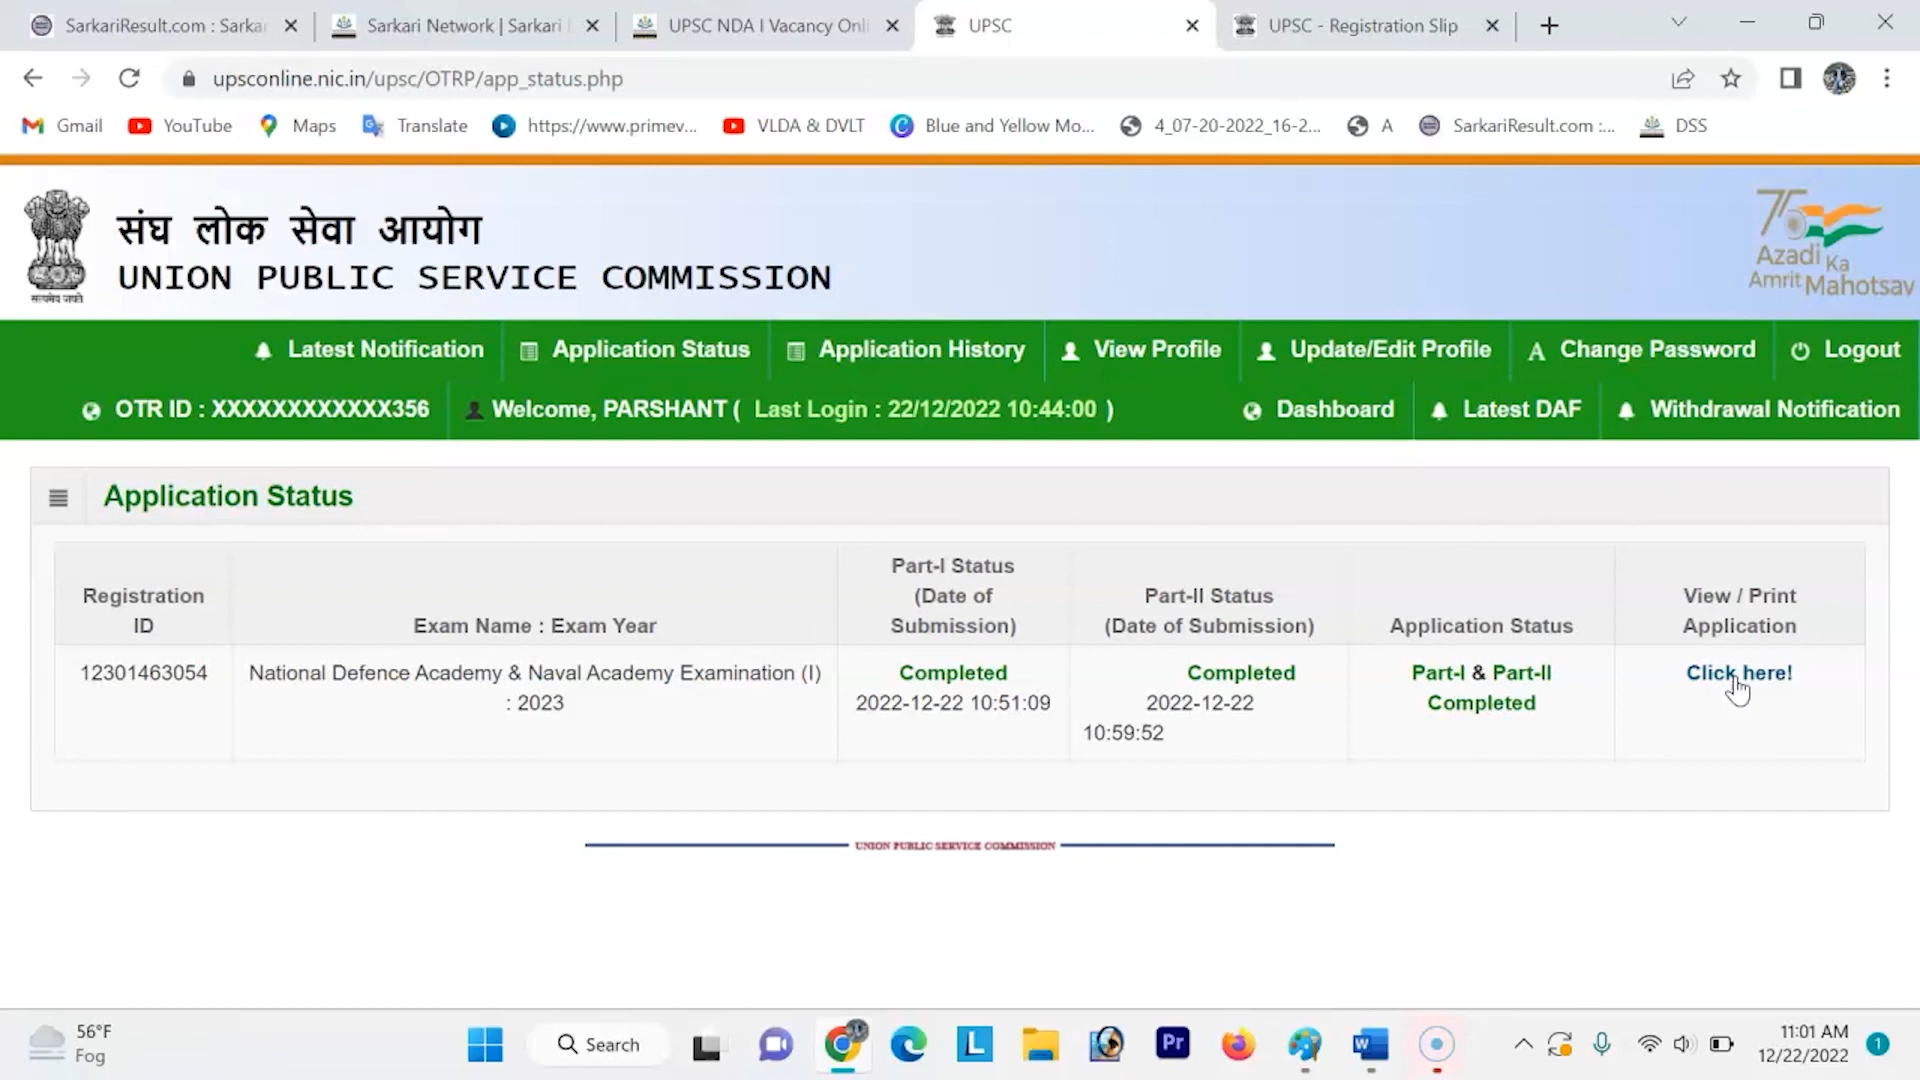 SarkariResult.com : Sarka
Sarkari Network | Sarkari
UPSC NDA I Vacancy Onli
UPSC
UPSC - Registration Slip
upsconline.nic.in/upsc/OTRP/app_status.php
Gmail
YouTube
Maps
Translate
https://www.primev...
VLDA & DVLT
Blue and Yellow Mo...
4_07-20-2022_16-2...
A
SarkariResult.com :...
DSS
संघ लोक सेवा आयोग
UNION PUBLIC SERVICE COMMISSION
सत्यमेव जयते
75
Azadi Ka
Amrit Mahotsav
Latest Notification
Application Status
Application History
View Profile
Update/Edit Profile
A Change Password
Logout
OTR ID : XXXXXXXXXXXX356
Welcome, PARSHANT ( Last Login : 22/12/2022 10:44:00 )
Dashboard
Latest DAF
Withdrawal Notification
Application Status
Registration
ID
Exam Name : Exam Year
Part-I Status
(Date of
Submission)
Part-II Status
(Date of Submission)
Application Status
View / Print
Application
12301463054
National Defence Academy & Naval Academy Examination (I)
: 2023
Completed
2022-12-22 10:51:09
Completed
2022-12-22
10:59:52
Part-I & Part-II
Completed
Click here!
UNION PUBLIC SERVICE COMMISSION
56°F
Fog
Search
L
Pr
W
11:01 AM
12/22/2022
1